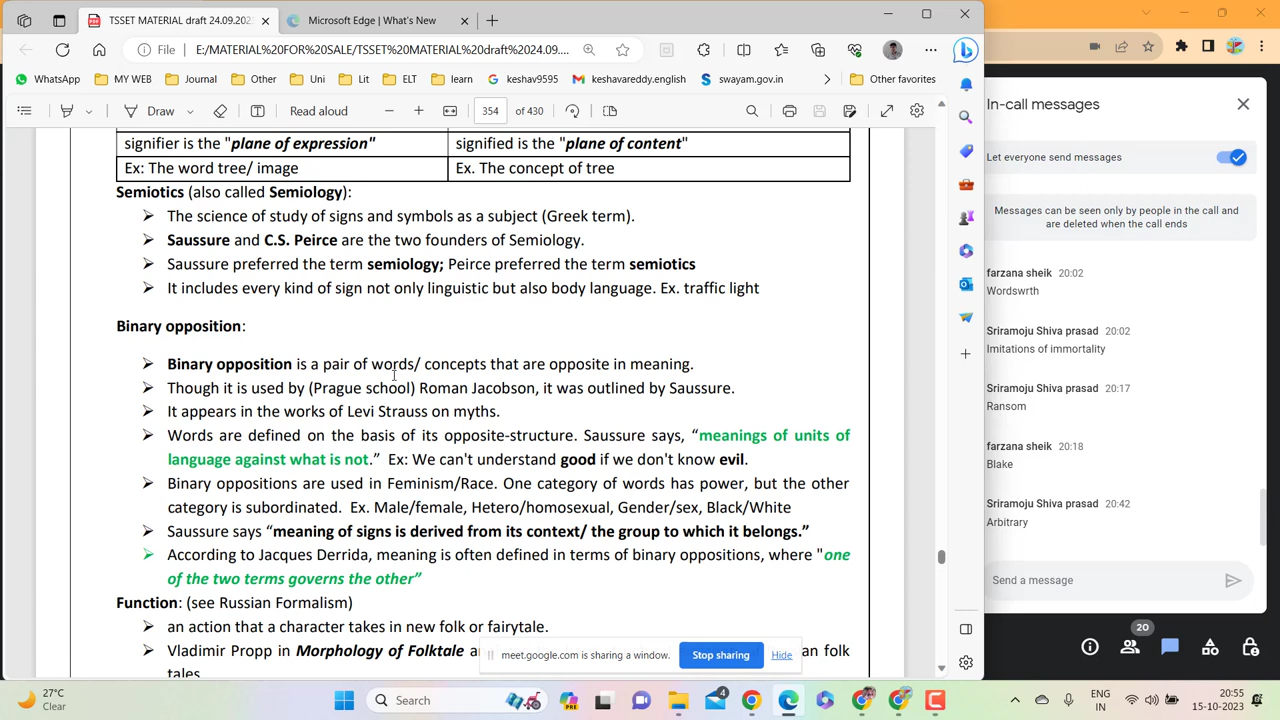 TSSET MATERIAL draft 24.09.202
Microsoft Edge | What's New
File
E:/MATERIAL%20FOR%20SALE/TSSET%20MATERIAL%20draft%2024.09....
WhatsApp
MY WEB
Journal
Other
Uni
Lit
ELT
learn
keshav9595
keshavareddy.english
swayam.gov.in
Other favorites
Draw
Read aloud
354
of 430
signifier is the "plane of expression"
signified is the "plane of content"
Ex: The word tree/ image
Ex. The concept of tree
Semiotics (also called Semiology):
The science of study of signs and symbols as a subject (Greek term).
Saussure and C.S. Peirce are the two founders of Semiology.
Saussure preferred the term semiology; Peirce preferred the term semiotics
It includes every kind of sign not only linguistic but also body language. Ex. traffic light
Binary opposition:
Binary opposition is a pair of words/ concepts that are opposite in meaning.
Though it is used by (Prague school) Roman Jacobson, it was outlined by Saussure.
It appears in the works of Levi Strauss on myths.
Words are defined on the basis of its opposite-structure. Saussure says, “meanings of units of
language against what is not.” Ex: We can't understand good if we don't know evil.
Binary oppositions are used in Feminism/Race. One category of words has power, but the other
category is subordinated. Ex. Male/female, Hetero/homosexual, Gender/sex, Black/White
Saussure says “meaning of signs is derived from its context/ the group to which it belongs.”
According to Jacques Derrida, meaning is often defined in terms of binary oppositions, where "one
of the two terms governs the other”
Function: (see Russian Formalism)
an action that a character takes in new folk or fairytale.
Vladimir Propp in Morphology of Folktale
an folk
tales
meet.google.com is sharing a window.
Stop sharing
Hide
In-call messages
Let everyone send messages
Messages can be seen only by people in the call and
are deleted when the call ends
farzana sheik 20:02
Wordswrth
Sriramoju Shiva prasad 20:02
Imitations of immortality
Sriramoju Shiva prasad 20:17
Ransom
farzana sheik 20:18
Blake
Sriramoju Shiva prasad 20:42
Arbitrary
Send a message
20
27°C
Clear
Search
PRE
4
ENG
IN
20:55
15-10-2023